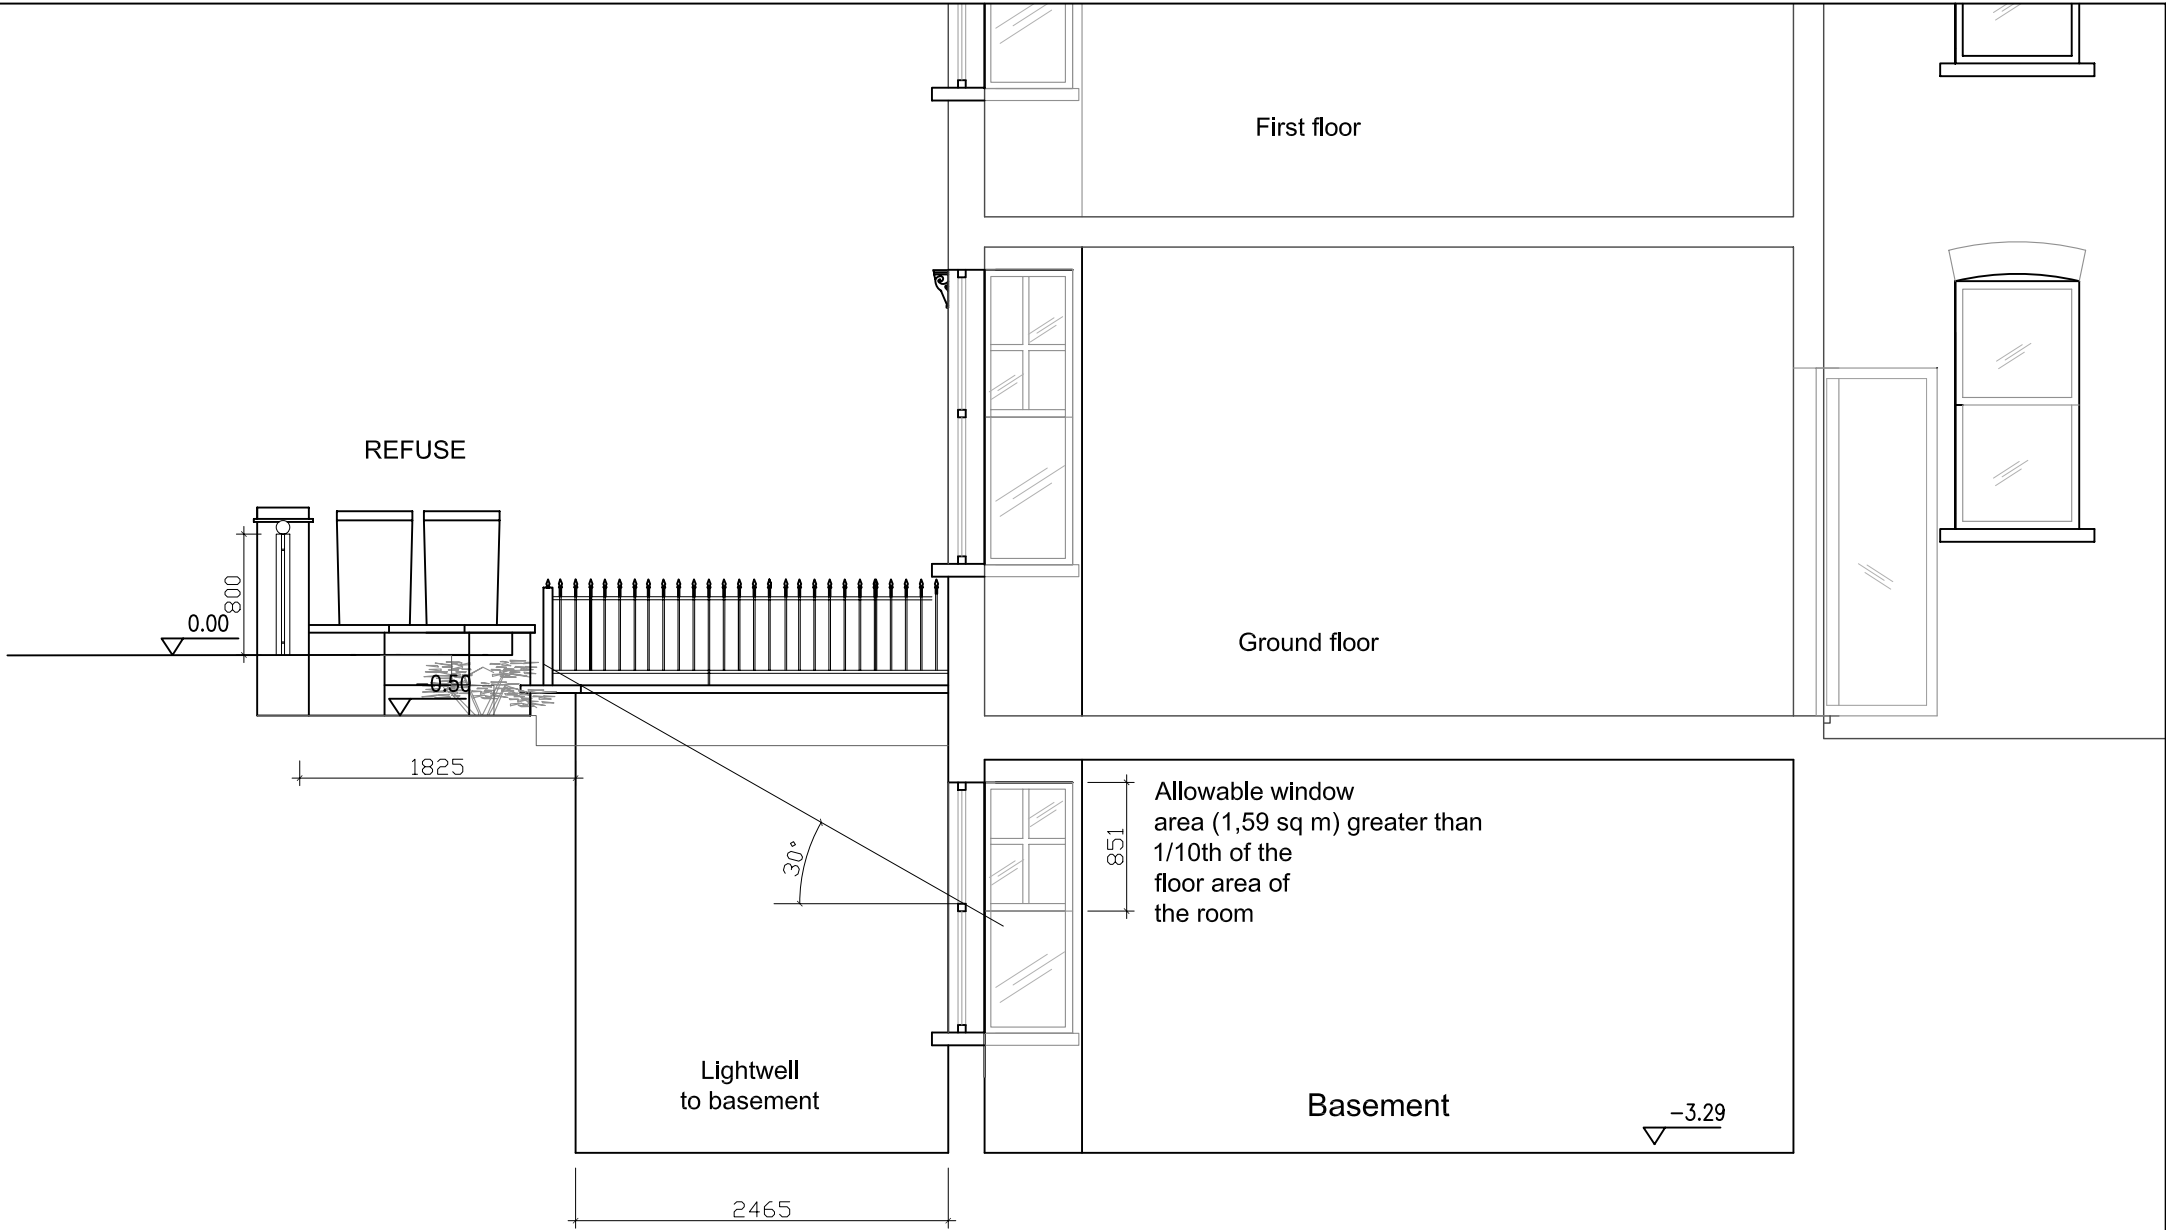 First floor
REFUSE
800
0.00
Ground floor
-0.50
1825
Allowable window
area (1,59 sq m) greater than
1/10th of the
floor area of
the room
851
30°
Lightwell
to basement
Basement
-3.29
2465